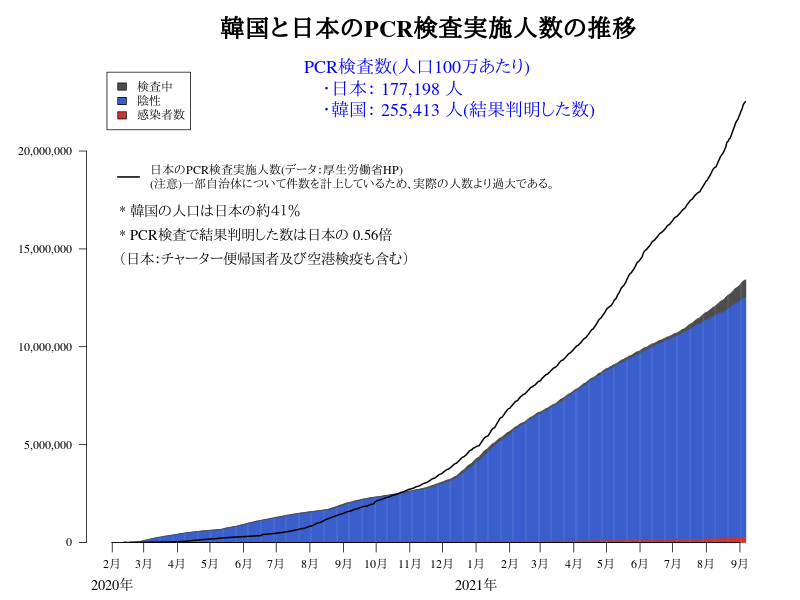 韓国と日本のPCR検査実施人数の推移
PCR検査数(人口100万あたり)
・日本： 177,198 人
・韓国： 255,413 人(結果判明した数)
検査中
陰性
感染者数
日本のPCR検査実施人数(データ：厚生労働省HP)
(注意)一部自治体について件数を計上しているため、実際の人数より過大である。
* 韓国の人口は日本の約41%
* PCR検査で結果判明した数は日本の 0.56倍
（日本：チャーター便帰国者及び空港検疫も含む）
20,000,000
15,000,000
10,000,000
5,000,000
0
2月 3月 4月 5月 6月 7月 8月 9月 10月 11月 12月 1月 2月 3月 4月 5月 6月 7月 8月 9月
2020年 2021年